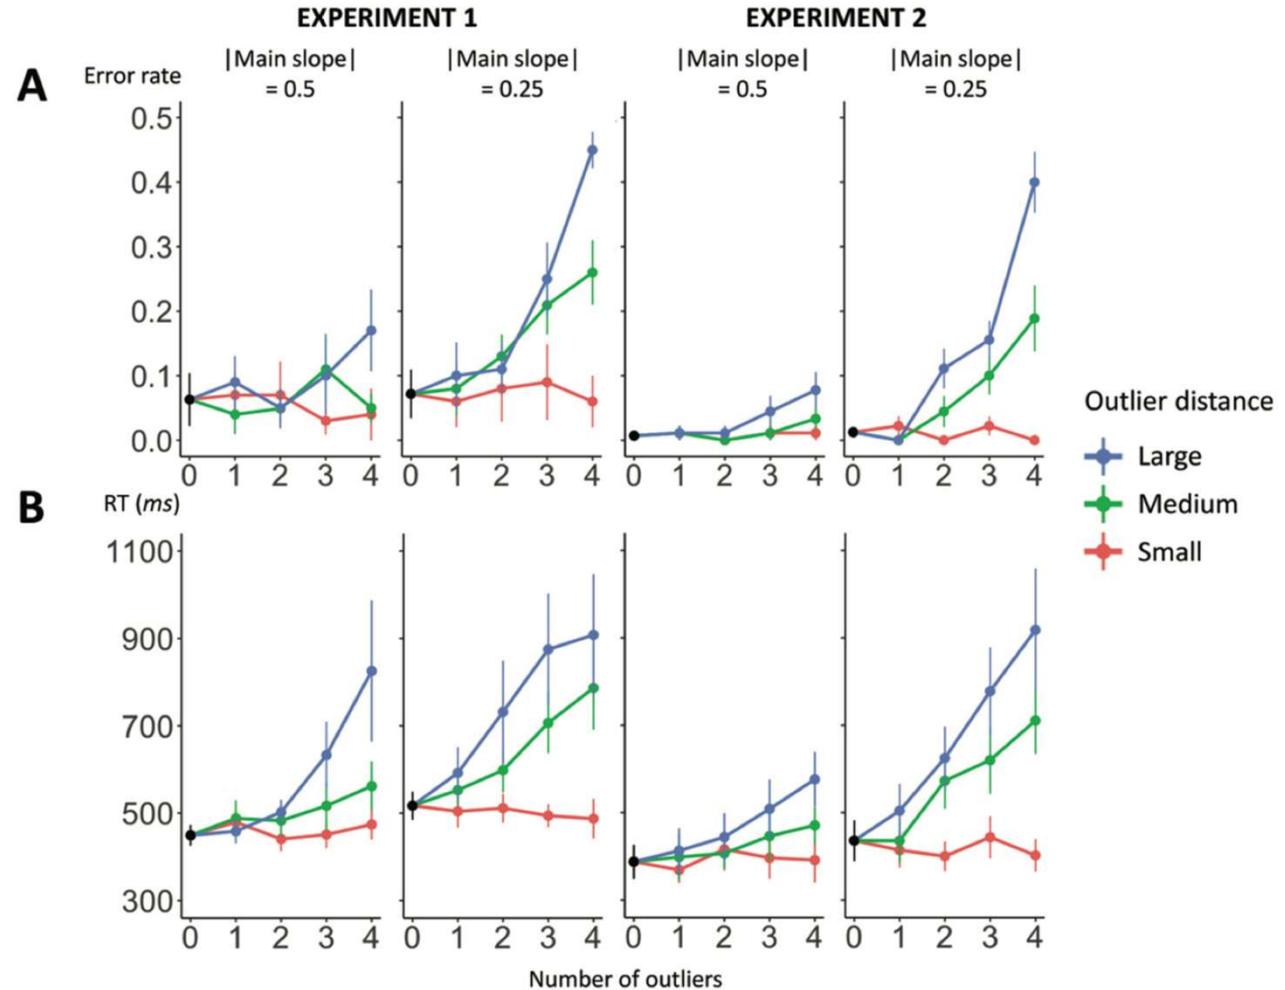 EXPERIMENT 1 EXPERIMENT 2
|Main slope| |Main slope| |Main slope| |Main slope|
= 0.5 = 0.25 = 0.5 = 0.25
A Error rate
0.5
0.4
0.3
0.2
0.1
0.0
0 1 2 3 4 0 1 2 3 4 0 1 2 3 4 0 1 2 3 4
Outlier distance
Large
Medium
Small
B RT (ms)
1100
900
700
500
300
0 1 2 3 4 0 1 2 3 4 0 1 2 3 4 0 1 2 3 4
Number of outliers